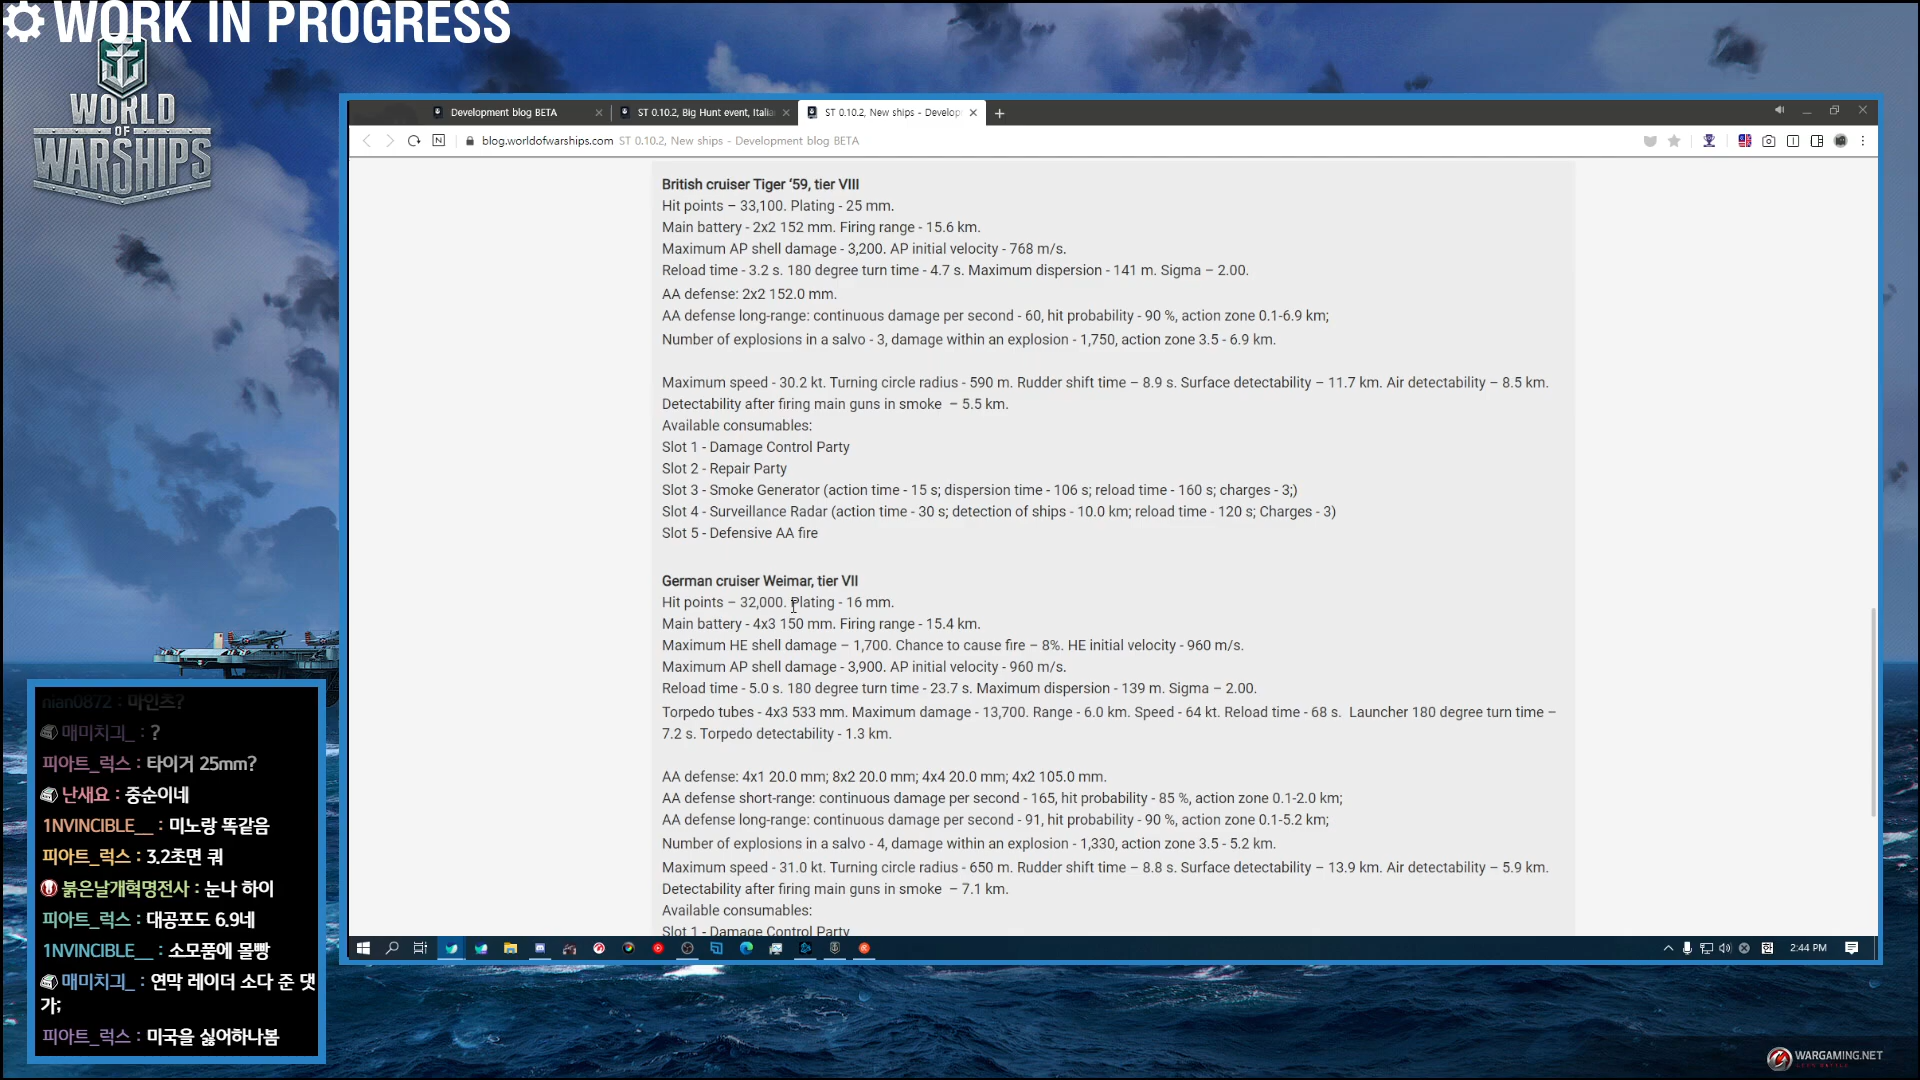 WORK IN PROGRESS
WORLD
OF
WARSHIPS
Development blog BETA
ST 0.10.2, Big Hunt event, Italia
ST 0.10.2, New ships - Develop
blog.worldofwarships.com ST 0.10.2, New ships - Development blog BETA
British cruiser Tiger ‘59, tier VIII
Hit points – 33,100. Plating - 25 mm.
Main battery - 2x2 152 mm. Firing range - 15.6 km.
Maximum AP shell damage - 3,200. AP initial velocity - 768 m/s.
Reload time - 3.2 s. 180 degree turn time - 4.7 s. Maximum dispersion - 141 m. Sigma – 2.00.
AA defense: 2x2 152.0 mm.
AA defense long-range: continuous damage per second - 60, hit probability - 90 %, action zone 0.1-6.9 km;
Number of explosions in a salvo - 3, damage within an explosion - 1,750, action zone 3.5 - 6.9 km.
Maximum speed - 30.2 kt. Turning circle radius - 590 m. Rudder shift time – 8.9 s. Surface detectability – 11.7 km. Air detectability – 8.5 km.
Detectability after firing main guns in smoke – 5.5 km.
Available consumables:
Slot 1 - Damage Control Party
Slot 2 - Repair Party
Slot 3 - Smoke Generator (action time - 15 s; dispersion time - 106 s; reload time - 160 s; charges - 3;)
Slot 4 - Surveillance Radar (action time - 30 s; detection of ships - 10.0 km; reload time - 120 s; Charges - 3)
Slot 5 - Defensive AA fire
German cruiser Weimar, tier VII
Hit points – 32,000. Plating - 16 mm.
Main battery - 4x3 150 mm. Firing range - 15.4 km.
Maximum HE shell damage – 1,700. Chance to cause fire – 8%. HE initial velocity - 960 m/s.
Maximum AP shell damage - 3,900. AP initial velocity - 960 m/s.
Reload time - 5.0 s. 180 degree turn time - 23.7 s. Maximum dispersion - 139 m. Sigma – 2.00.
Torpedo tubes - 4x3 533 mm. Maximum damage - 13,700. Range - 6.0 km. Speed - 64 kt. Reload time - 68 s. Launcher 180 degree turn time –
7.2 s. Torpedo detectability - 1.3 km.
AA defense: 4x1 20.0 mm; 8x2 20.0 mm; 4x4 20.0 mm; 4x2 105.0 mm.
AA defense short-range: continuous damage per second - 165, hit probability - 85 %, action zone 0.1-2.0 km;
AA defense long-range: continuous damage per second - 91, hit probability - 90 %, action zone 0.1-5.2 km;
Number of explosions in a salvo - 4, damage within an explosion - 1,330, action zone 3.5 - 5.2 km.
Maximum speed - 31.0 kt. Turning circle radius - 650 m. Rudder shift time – 8.8 s. Surface detectability – 13.9 km. Air detectability – 5.9 km.
Detectability after firing main guns in smoke – 7.1 km.
Available consumables:
Slot 1 - Damage Control Party
2:44 PM
nian0872 : 마인츠?
매미치긔_ : ?
피아트_럭스 : 타이거 25mm?
난새요 : 중순이네
1NVINCIBLE__ : 미노랑 똑같음
피아트_럭스 : 3.2초면 쿼
붉은날개혁명전사 : 눈나 하이
피아트_럭스 : 대공포도 6.9네
1NVINCIBLE__ : 소모품에 몰빵
매미치긔_ : 연막 레이더 소다 준 댓
가;
피아트_럭스 : 미국을 싫어하나봄
WARGAMING.NET